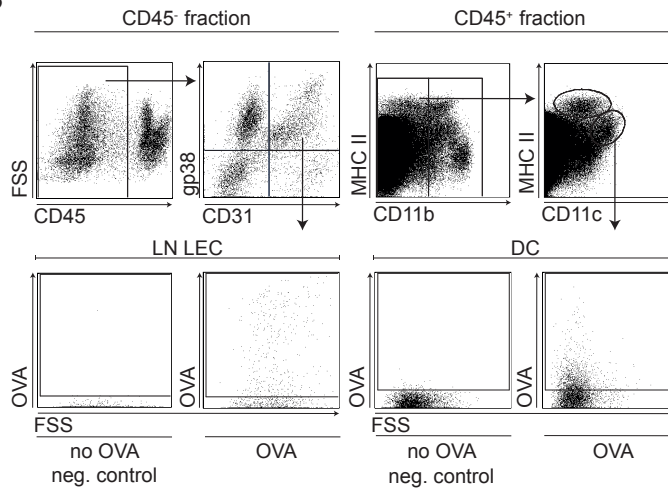 CD45- fraction
CD45+ fraction
FSS
gp38
MHC II
MHC II
CD45
CD31
CD11b
CD11c
LN LEC
DC
OVA
OVA
OVA
OVA
FSS
FSS
no OVA
neg. control
OVA
no OVA
neg. control
OVA